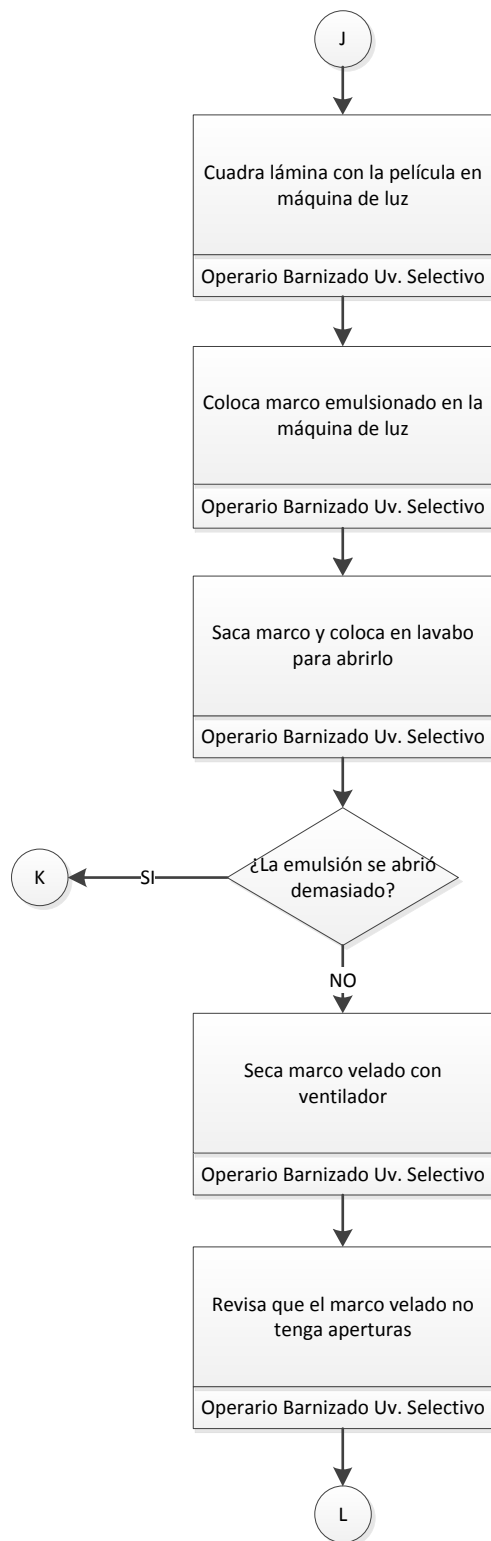 J
Cuadra lámina con la película en
máquina de luz
Operario Barnizado Uv. Selectivo
Coloca marco emulsionado en la
máquina de luz
Operario Barnizado Uv. Selectivo
Saca marco y coloca en lavabo
para abrirlo
Operario Barnizado Uv. Selectivo
¿La emulsión se abrió
demasiado?
K
SI
NO
Seca marco velado con
ventilador
Operario Barnizado Uv. Selectivo
Revisa que el marco velado no
tenga aperturas
Operario Barnizado Uv. Selectivo
L